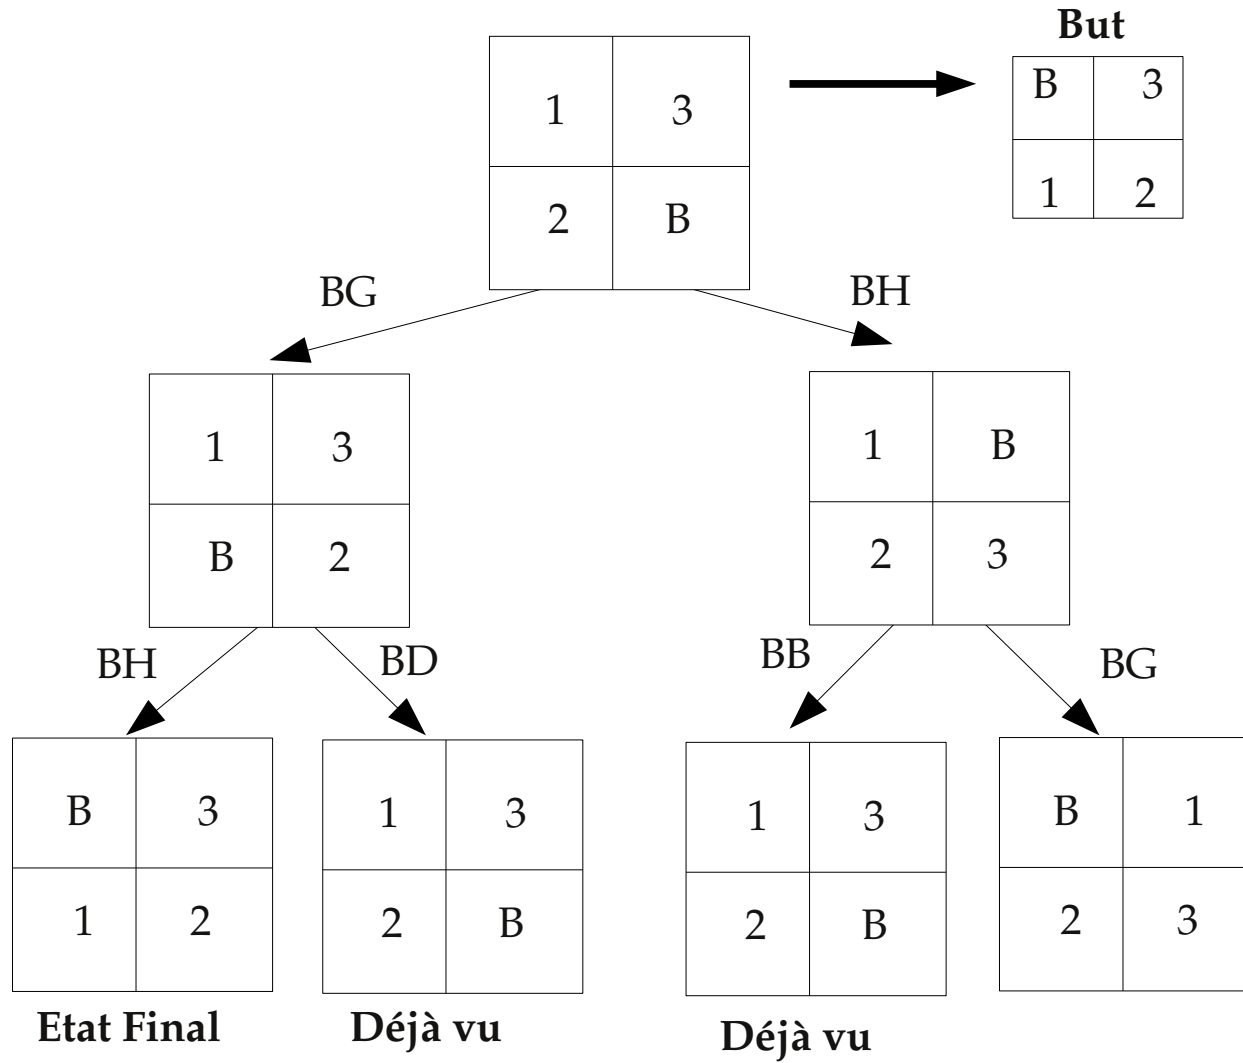 But
1 3
2 B
B 3
1 2
BG
BH
1 3
B 2
1 B
2 3
BH
BD
BB
BG
B 3
1 2
1 3
2 B
1 3
2 B
B 1
2 3
Etat Final
Déjà vu
Déjà vu